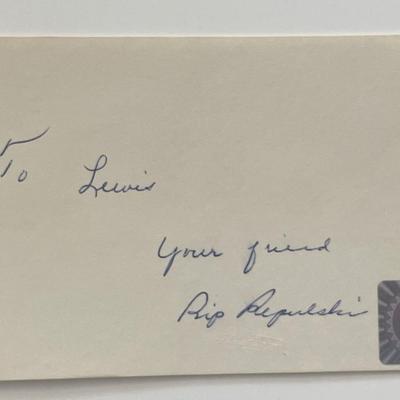 To Lewis
Your friend
Rip Repulski